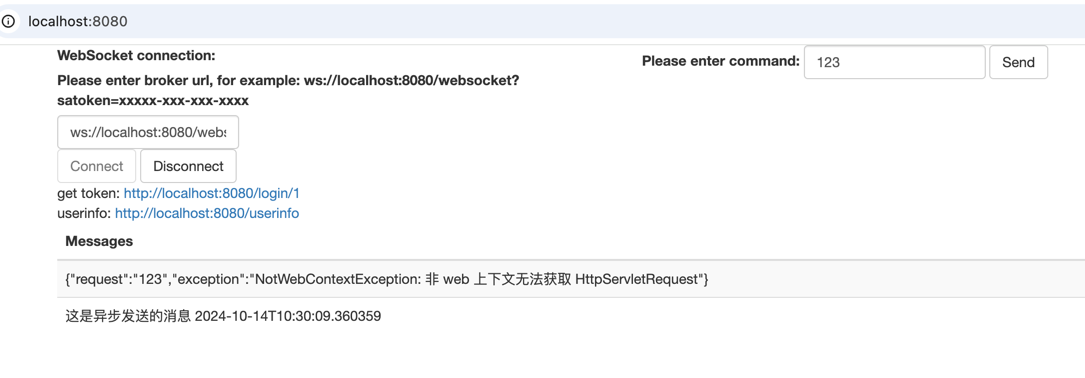 localhost:8080
WebSocket connection:
Please enter command:
123
Send
Please enter broker url, for example: ws://localhost:8080/websocket?
satoken=xxxxx-xxx-xxx-xxxx
ws://localhost:8080/webs
Connect
Disconnect
get token: http://localhost:8080/login/1
userinfo: http://localhost:8080/userinfo
Messages
{"request":"123","exception":"NotWebContextException: 非 web 上下文无法获取 HttpServletRequest"}
这是异步发送的消息 2024-10-14T10:30:09.360359